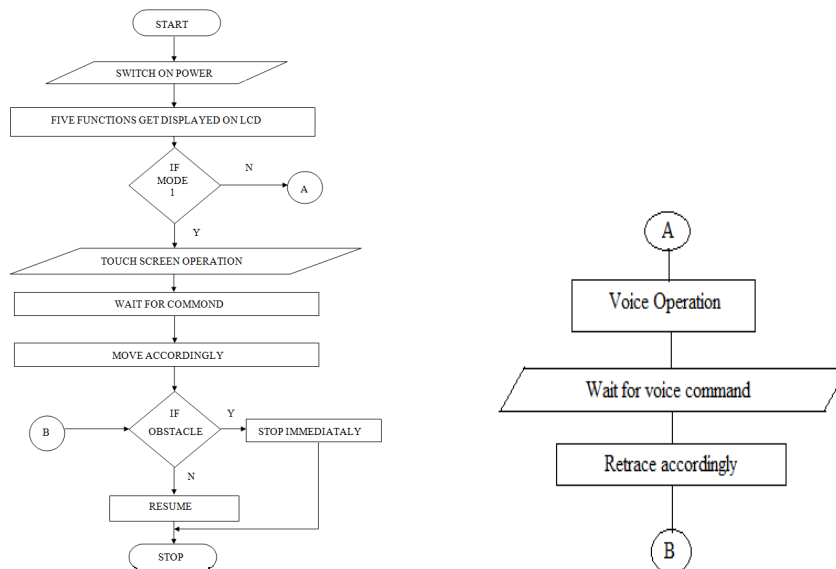 START
SWITCH ON POWER
FIVE FUNCTIONS GET DISPLAYED ON LCD
IF
MODE
1
N
A
Y
TOUCH SCREEN OPERATION
WAIT FOR COMMOND
MOVE ACCORDINGLY
B
IF
OBSTACLE
Y
STOP IMMEDIATALY
N
RESUME
STOP
A
Voice Operation
Wait for voice command
Retrace accordingly
B